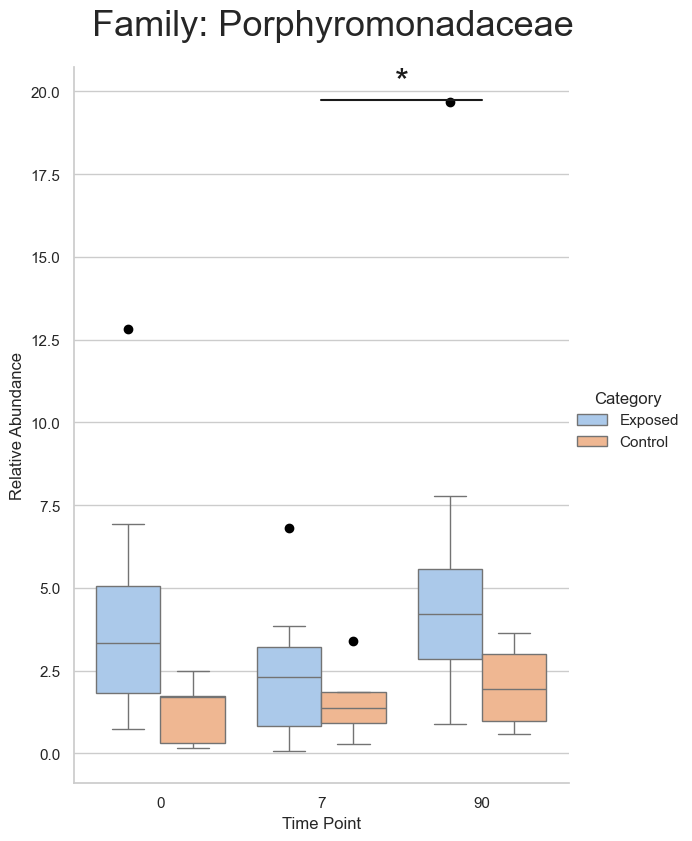 Family: Porphyromonadaceae
*
20.0
17.5
15.0
12.5
10.0
7.5
5.0
2.5
0.0
Relative Abundance
0 7 90
Time Point
Category
Exposed
Control